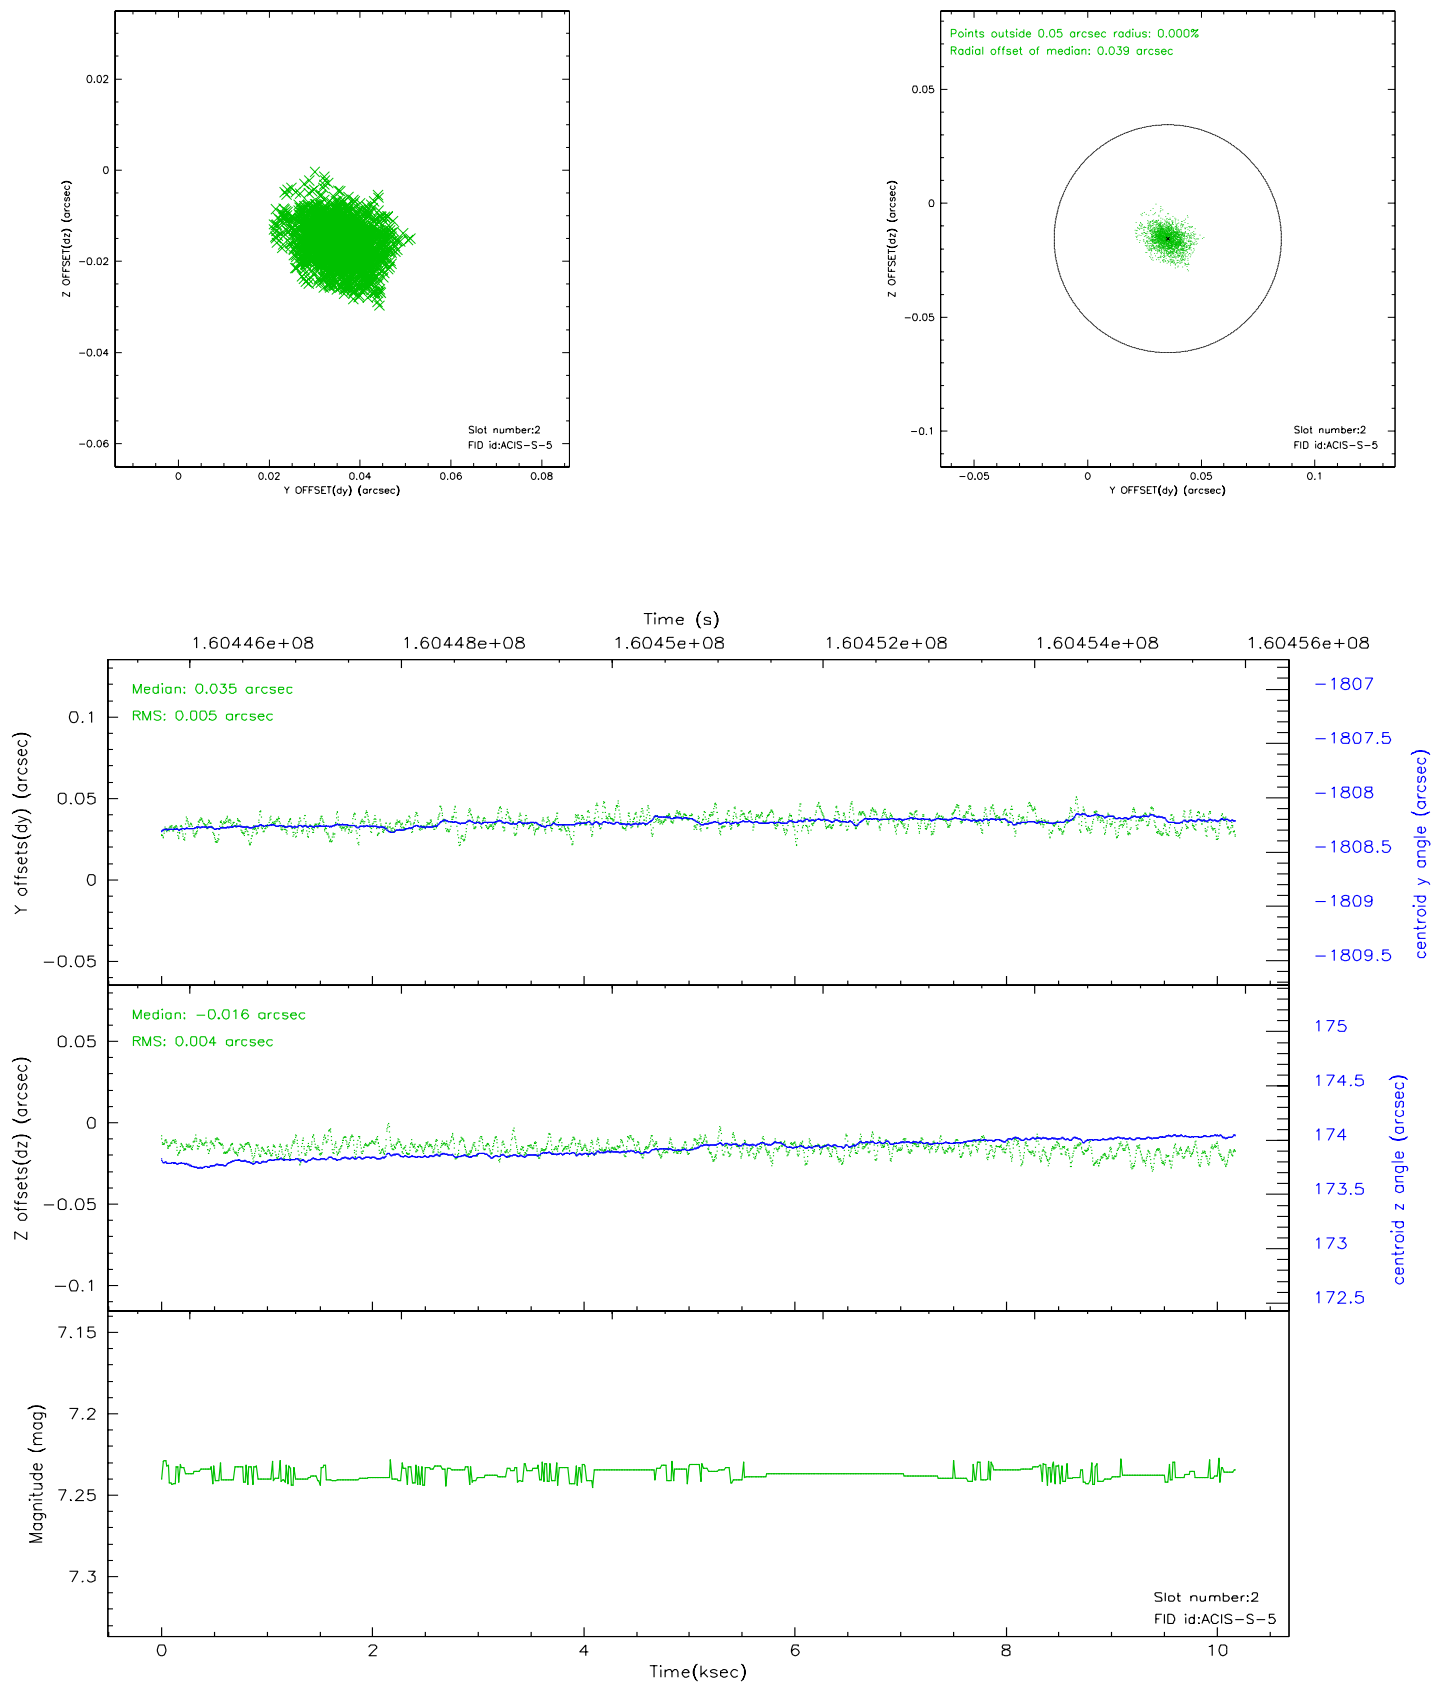 0.02
0
-0.02
-0.04
-0.06
Z OFFSET(dz) (arcsec)
Slot number:2
FID id:ACIS-S-5
0 0.02 0.04 0.06 0.08
Y OFFSET(dy) (arcsec)
Points outside 0.05 arcsec radius: 0.000%
Radial offset of median: 0.039 arcsec
0.05
0
-0.05
-0.1
Z OFFSET(dz) (arcsec)
Slot number:2
FID id:ACIS-S-5
-0.05 0 0.05 0.1
Y OFFSET(dy) (arcsec)
Time (s)
1.60446e+08 1.60448e+08 1.6045e+08 1.60452e+08 1.60454e+08 1.60456e+08
Median: 0.035 arcsec
RMS: 0.005 arcsec
0.1
0.05
0
-0.05
Y offsets(dy) (arcsec)
-1807
-1807.5
-1808
-1808.5
-1809
-1809.5
centroid y angle (arcsec)
Median: -0.016 arcsec
RMS: 0.004 arcsec
0.05
0
-0.05
-0.1
Z offsets(dz) (arcsec)
175
174.5
174
173.5
173
172.5
centroid z angle (arcsec)
7.15
7.2
7.25
7.3
Magnitude (mag)
Slot number:2
FID id:ACIS-S-5
0 2 4 6 8 10
Time(ksec)